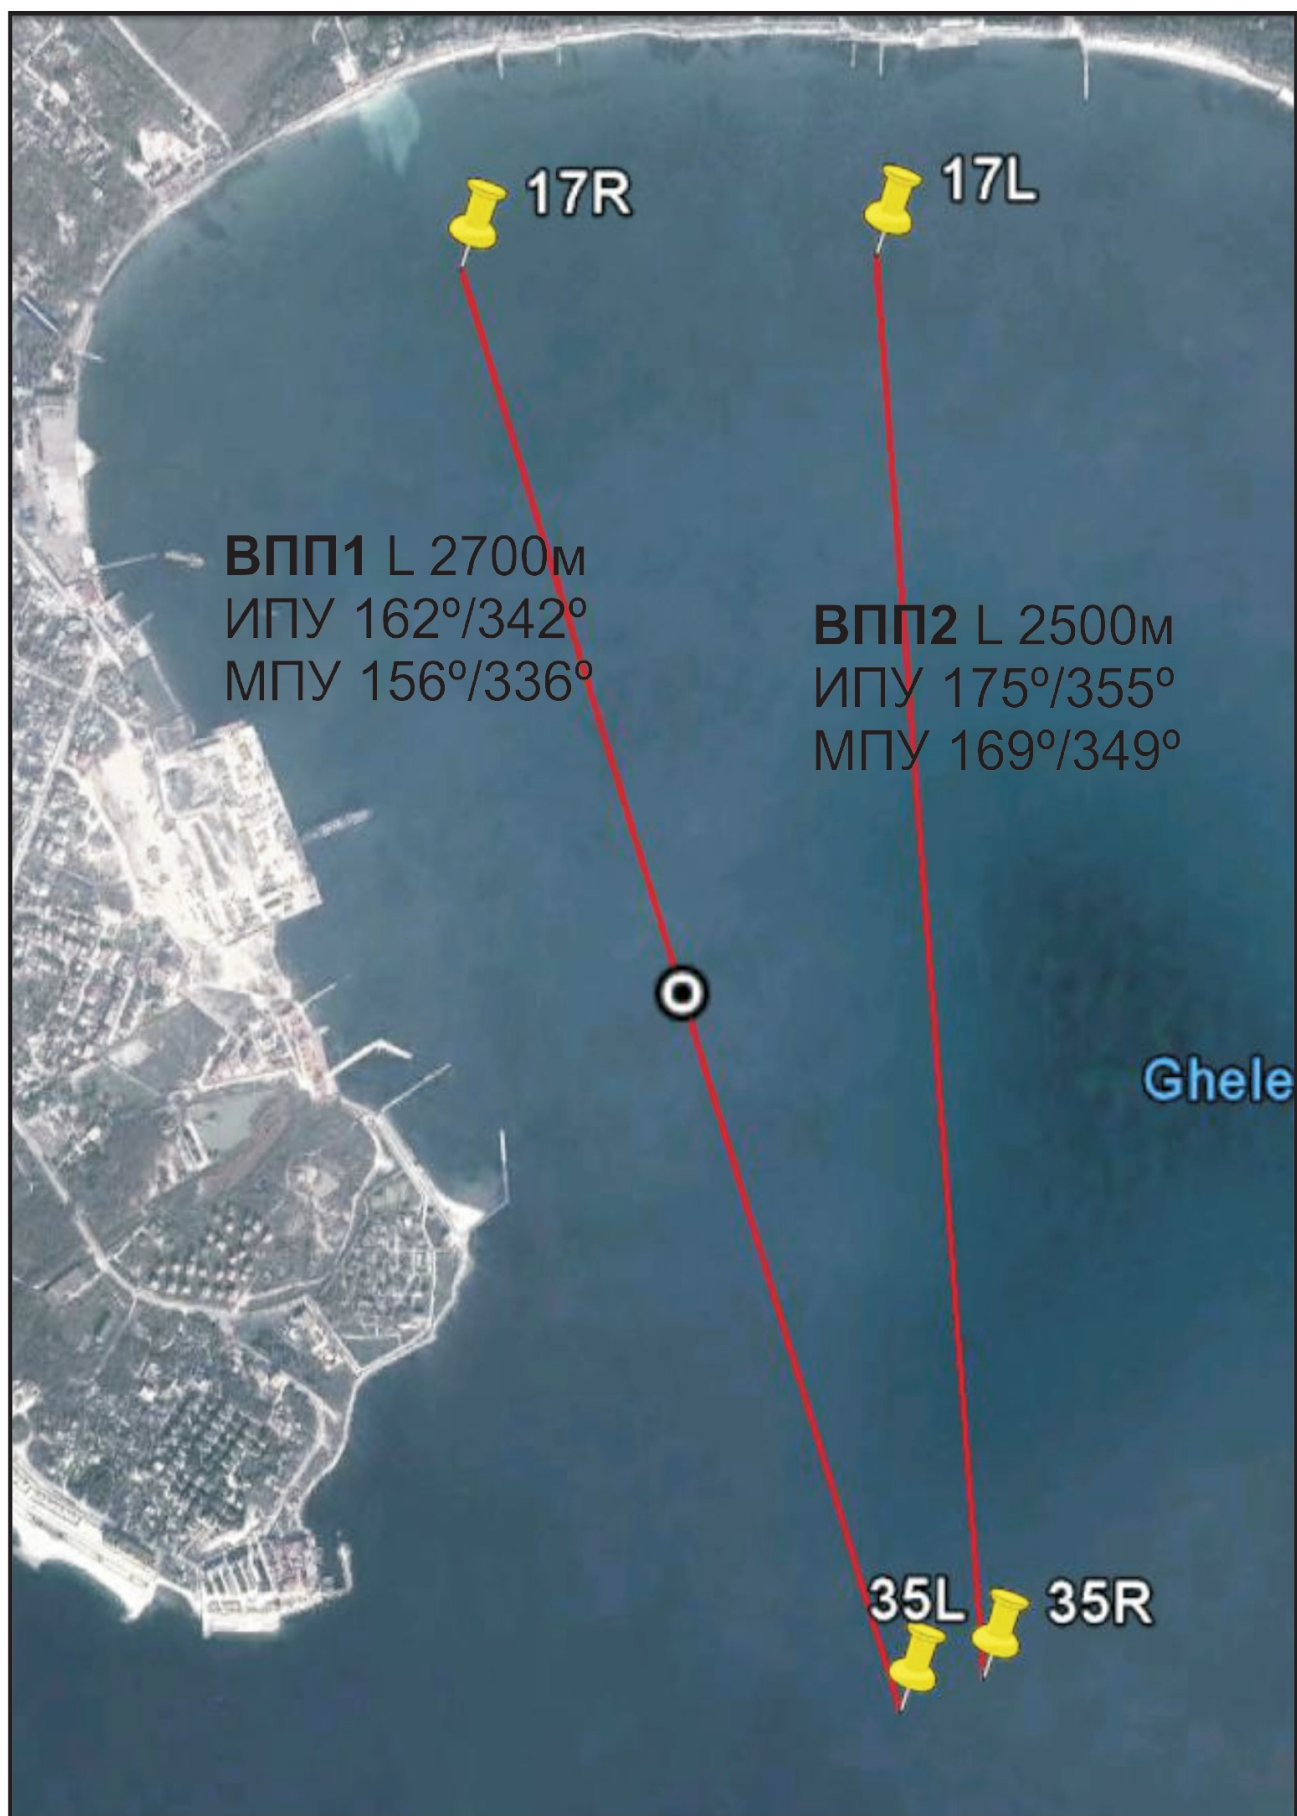 17R
17L
ВПП1 L 2700м
ИПУ 162º/342º
МПУ 156º/336º
ВПП2 L 2500м
ИПУ 175º/355º
МПУ 169º/349º
Ghele
35L
35R